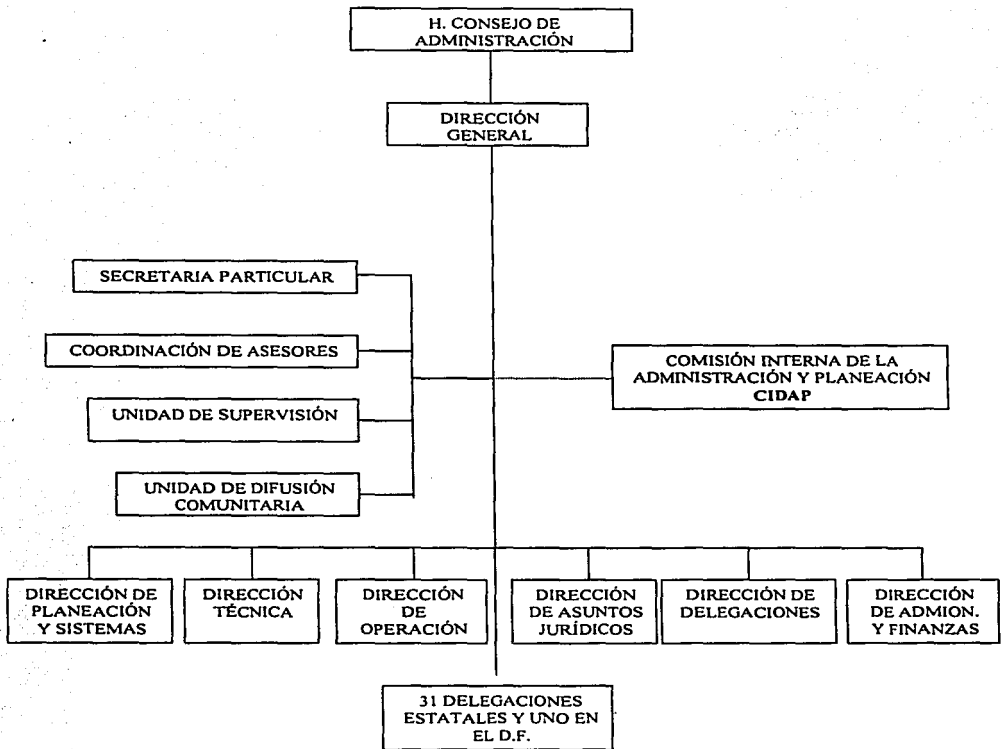 H. CONSEJO DE
ADMINISTRACIÓN
DIRECCIÓN
GENERAL
SECRETARIA PARTICULAR
COORDINACIÓN DE ASESORES
UNIDAD DE SUPERVISIÓN
UNIDAD DE DIFUSIÓN
COMUNITARIA
COMISIÓN INTERNA DE LA
ADMINISTRACIÓN Y PLANEACIÓN
CIDAP
DIRECCIÓN DE
PLANEACIÓN
Y SISTEMAS
DIRECCIÓN
TÉCNICA
DIRECCIÓN
DE
OPERACIÓN
DIRECCIÓN
DE ASUNTOS
JURÍDICOS
DIRECCIÓN DE
DELEGACIONES
DIRECCIÓN
DE ADMION.
Y FINANZAS
31 DELEGACIONES
ESTATALES Y UNO EN
EL D.F.